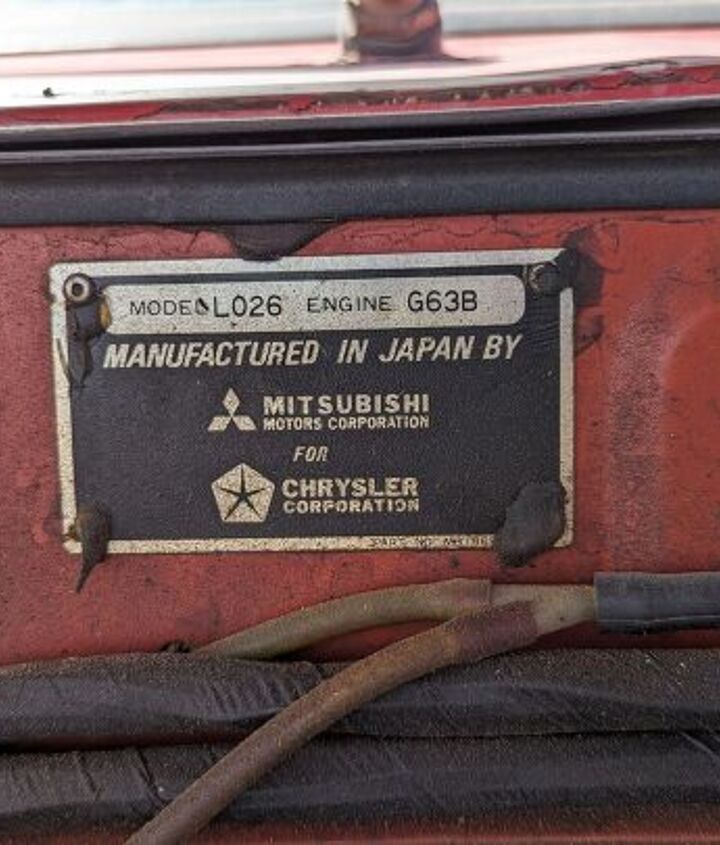 MODEL L026 ENGINE G63B
MANUFACTURED IN JAPAN BY
MITSUBISHI
MOTORS CORPORATION
FOR
CHRYSLER
CORPORATION